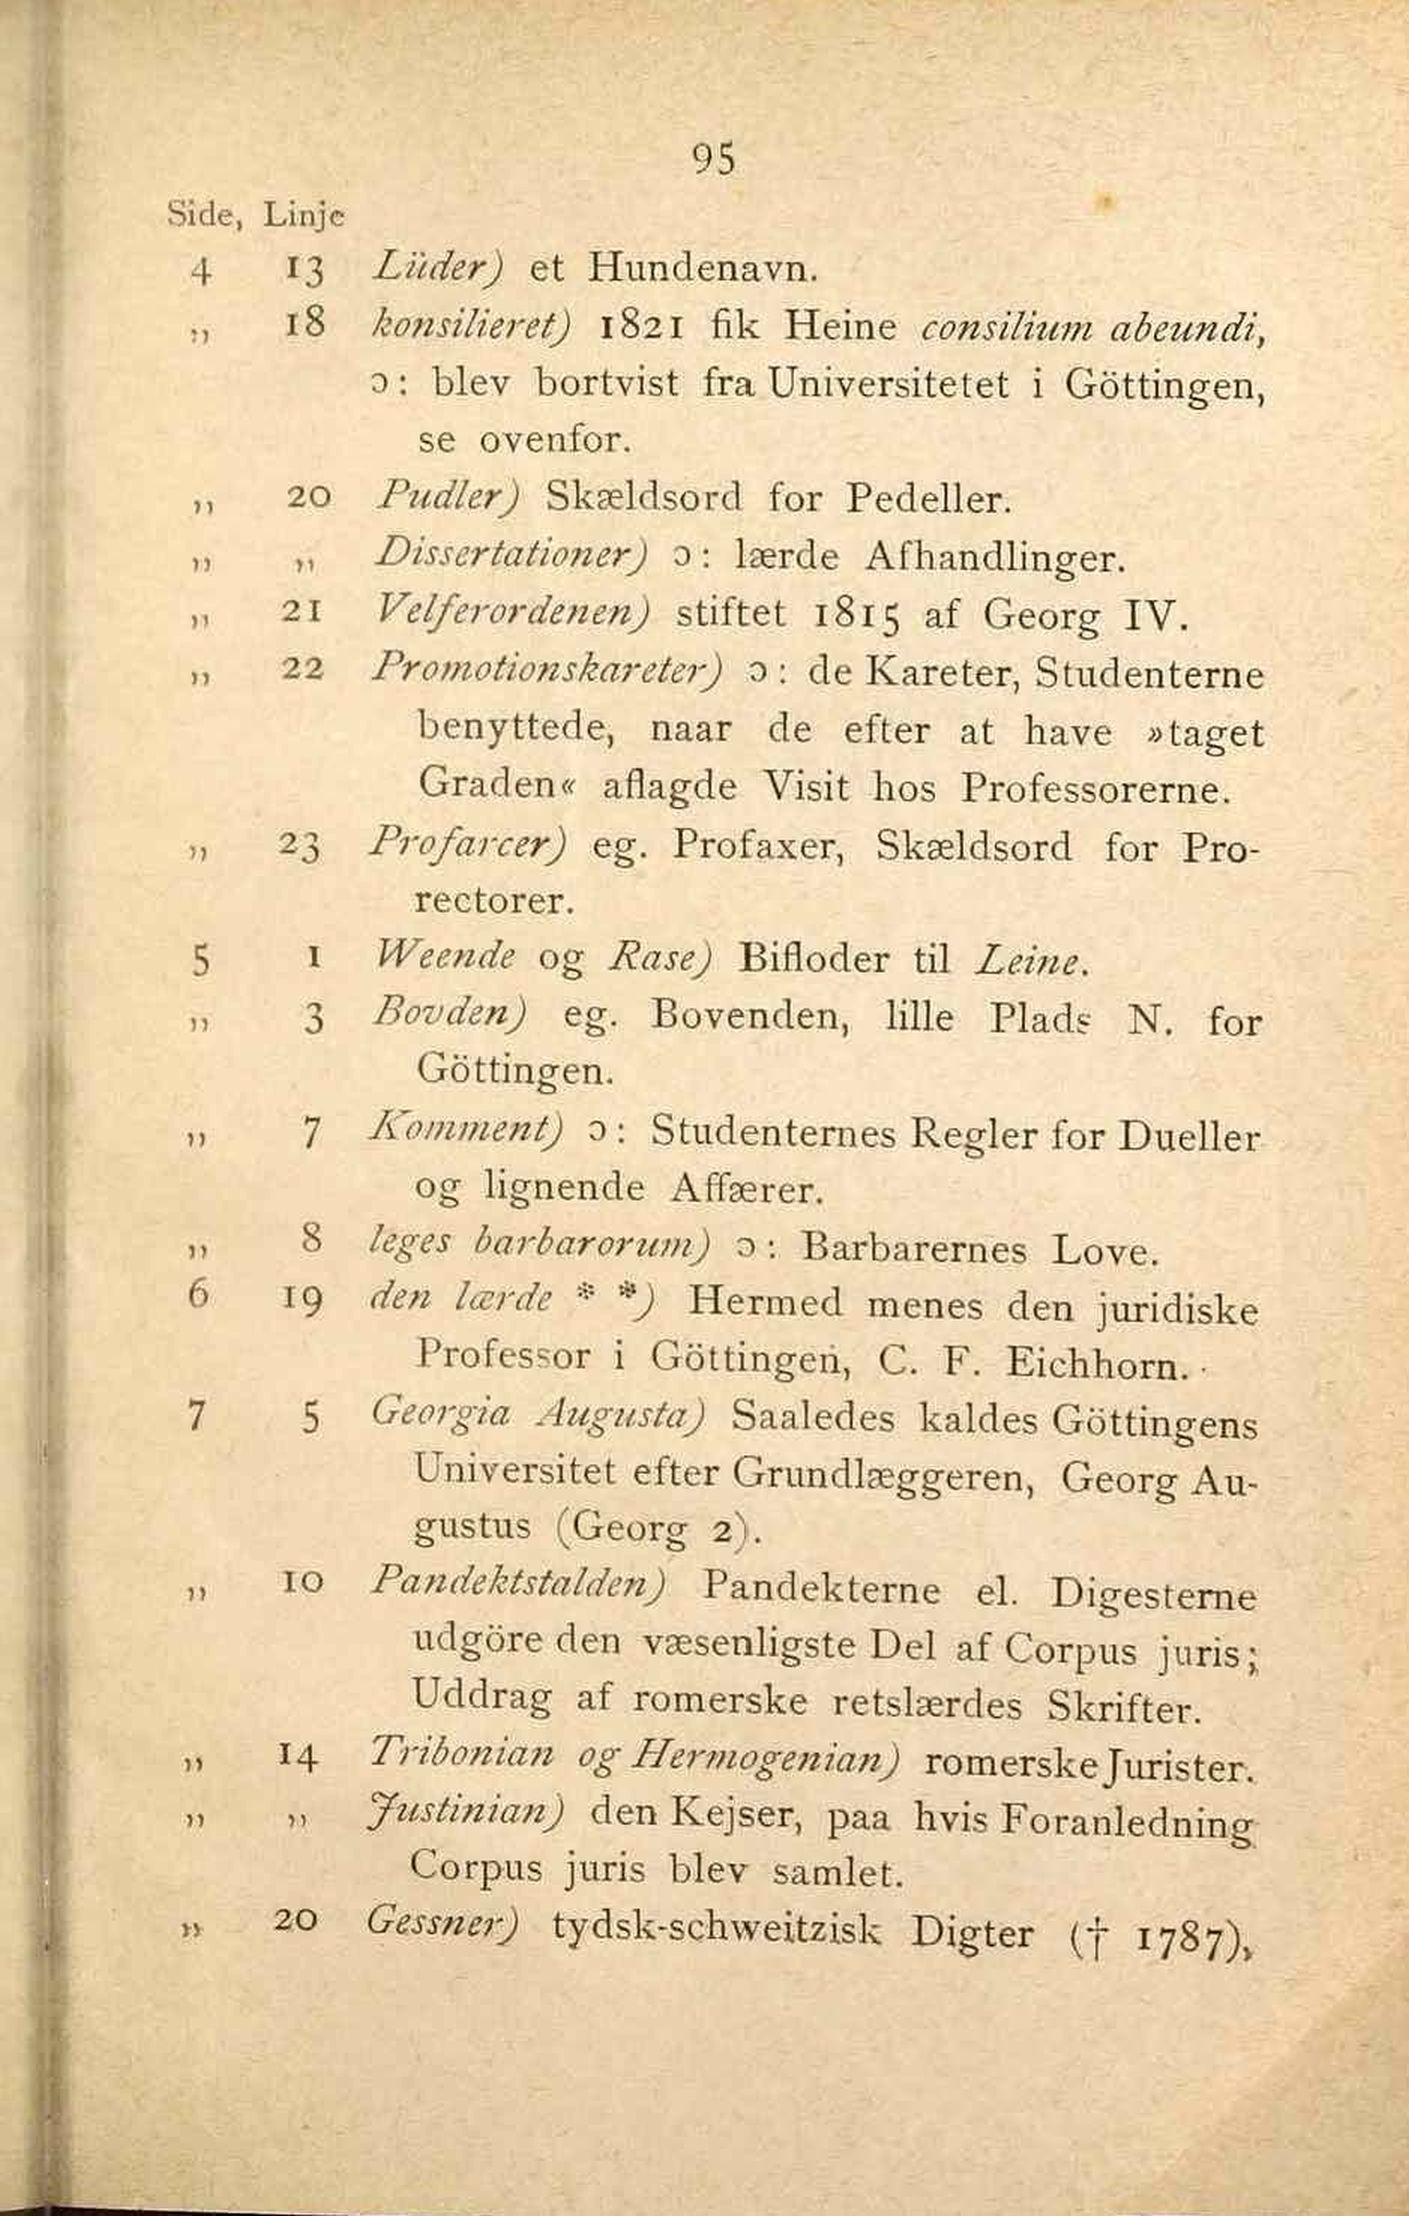 95
Side, Linje
4 13 Lüder) et Hundenavn.
„ 18 konsilieret) 1821 fik Heine consilium abeundi,
ɔ: blev bortvist fra Universitetet i Göttingen,
se ovenfor.
„ 20 Pudler) Skældsord for Pedeller.
„ „ Dissertationer) ɔ: lærde Afhandlinger.
„ 21 Velferordenen) stiftet 1815 af Georg IV.
„ 22 Promotionskareter) ɔ: de Kareter, Studenterne
benyttede, naar de efter at have »taget
Graden« aflagde Visit hos Professorerne.
„ 23 Profarcer) eg. Profaxer, Skældsord for Pro-
rectorer.
5 1 Weende og Rase) Bifloder til Leine.
„ 3 Bovden) eg. Bovenden, lille Plads N. for
Göttingen.
„ 7 Komment) ɔ: Studenternes Regler for Dueller
og lignende Affærer.
„ 8 leges barbarorum) ɔ: Barbarernes Love.
6 19 den lærde * *) Hermed menes den juridiske
Professor i Göttingen, C. F. Eichhorn.
7 5 Georgia Augusta) Saaledes kaldes Göttingens
Universitet efter Grundlæggeren, Georg Au-
gustus (Georg 2).
„ 10 Pandektstalden) Pandekterne el. Digesterne
udgöre den væsenligste Del af Corpus juris;
Uddrag af romerske retslærdes Skrifter.
„ 14 Tribonian og Hermogenian) romerske Jurister.
„ „ Justinian) den Kejser, paa hvis Foranledning
Corpus juris blev samlet.
„ 20 Gessner) tydsk-schweitzisk Digter († 1787),